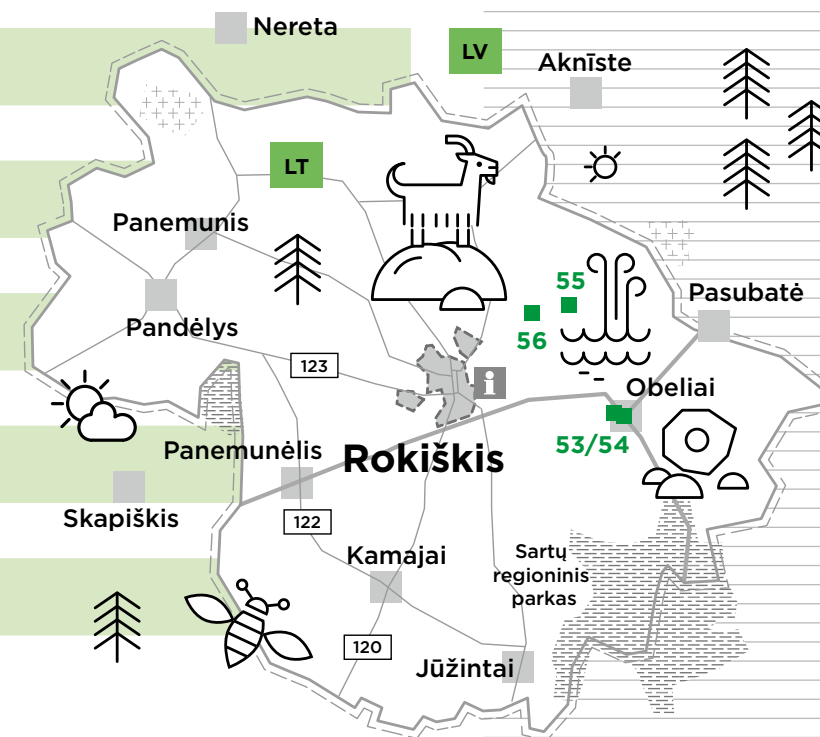 Nereta
LV
Aknīste
LT
Panemunis
55
Pasubatė
Pandėlys
56
123
i
Obeliai
53/54
Panemunėlis
Rokiškis
Skapiškis
122
Kamajai
Sartų
regioninis
parkas
120
Jūžintai